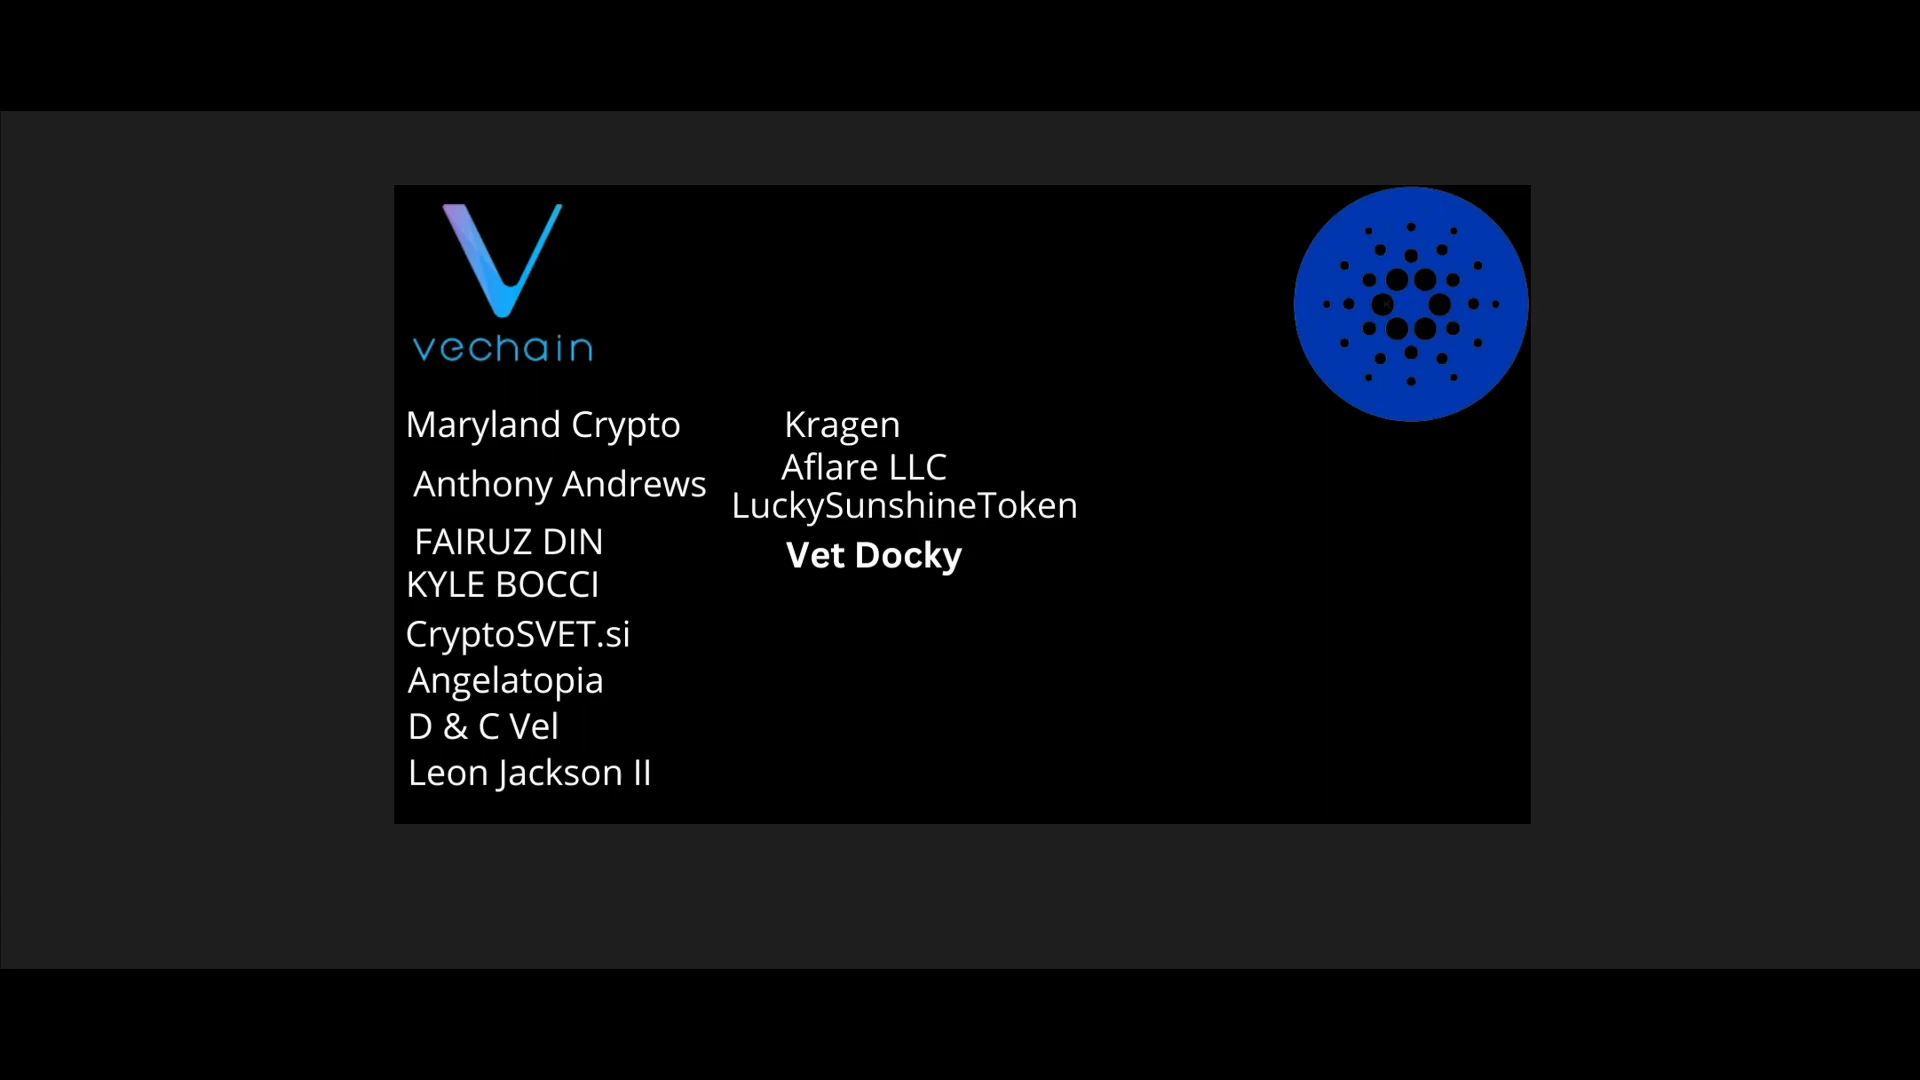 vechain
Maryland Crypto
Anthony Andrews
FAIRUZ DIN
KYLE BOCCI
CryptoSVET.si
Angelatopia
D & C Vel
Leon Jackson II
Kragen
Aflare LLC
LuckySunshineToken
Vet Docky